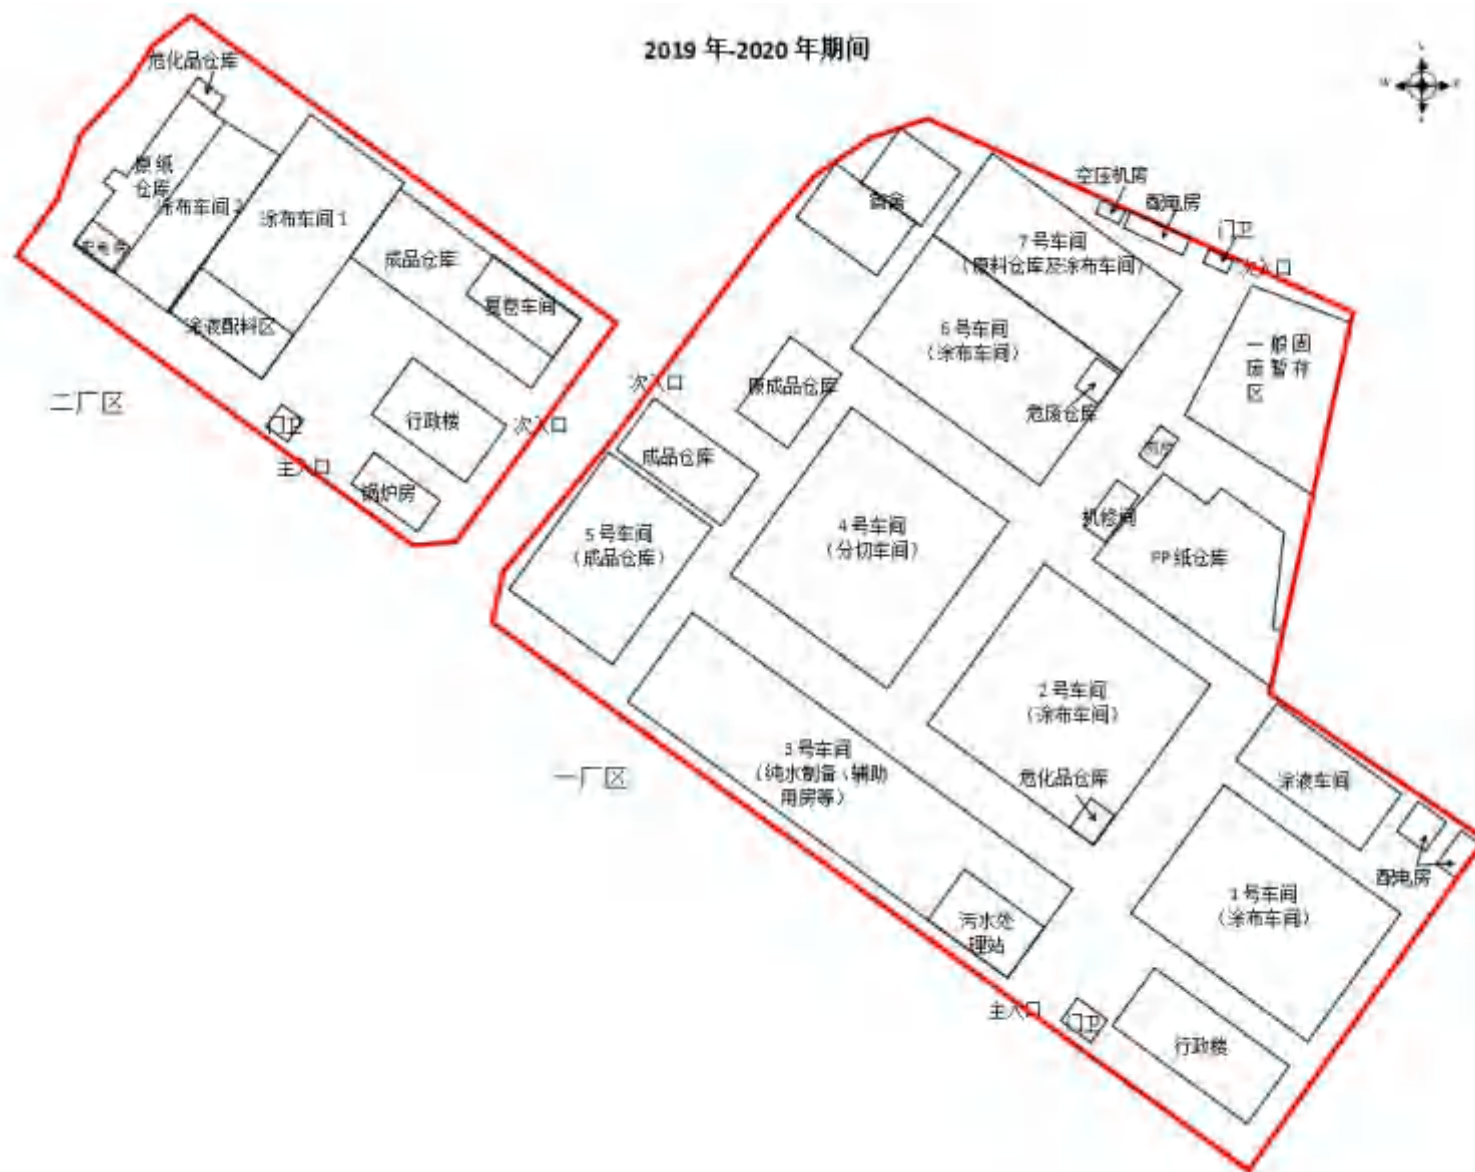 2019 年-2020 年期间
W
危化品仓库
原纸
仓库
涂布车间 2
涂布车间 1
成品仓库
复卷车间
涂液配料区
二厂区
门卫
主入口
行政楼
次入口
锅炉房
宿舍
空压机房
配电房
门卫
次入口
7 号车间
（原料仓库及涂布车间）
6 号车间
（涂布车间）
一般固
废暂存
区
危废仓库
次入口
原成品仓库
成品仓库
5 号车间
（成品仓库）
4 号车间
（分切车间）
机修间
PP 纸仓库
2 号车间
（涂布车间）
危化品仓库
3 号车间
（纯水制备、辅助
用房等）
一厂区
涂液车间
配电房
1 号车间
（涂布车间）
污水处
理站
主入口
门卫
行政楼